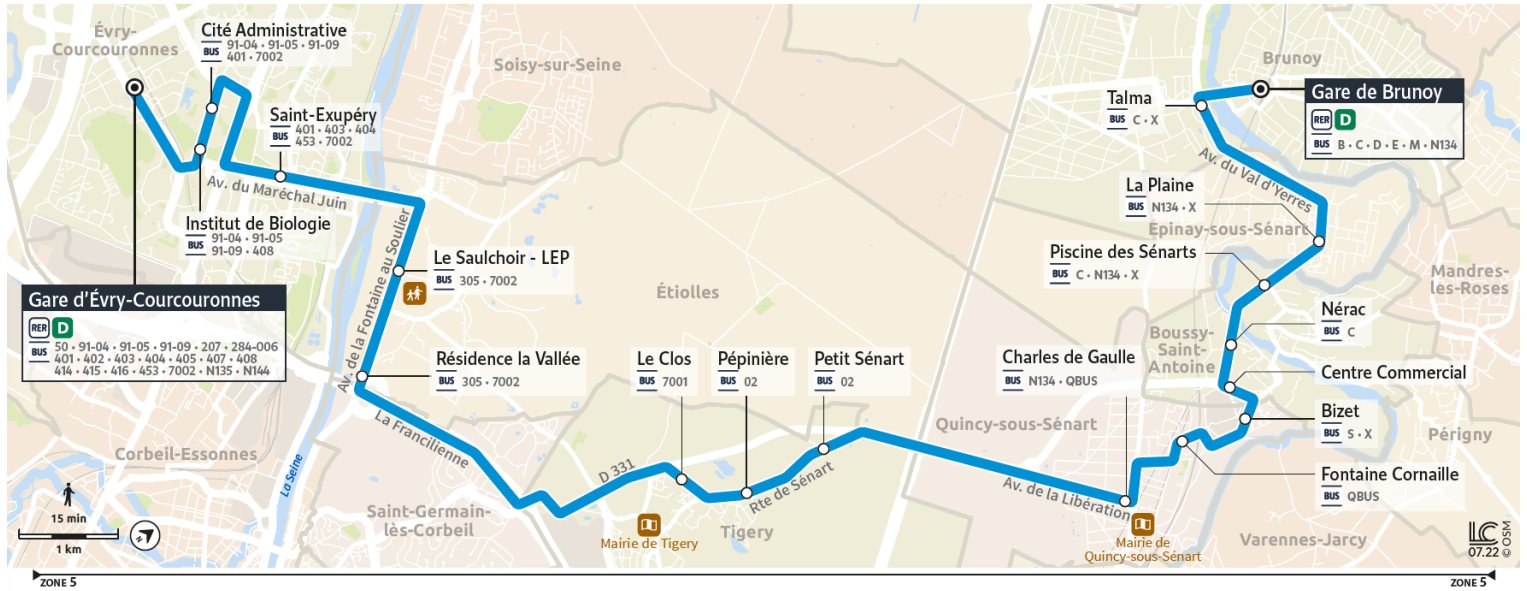 Évry-
Courcouronnes
Cité Administrative
BUS 91-04 • 91-05 • 91-09
401 • 7002
Saint-Exupéry
BUS 401 • 403 • 404
453 • 7002
Av. du Maréchal Juin
Institut de Biologie
BUS 91-04 • 91-05
91-09 • 408
Gare d'Évry-Courcouronnes
RER D
BUS 50 • 91-04 • 91-05 • 91-09 • 207 • 284-006
401 • 402 • 403 • 404 • 405 • 407 • 408
414 • 415 • 416 • 453 • 7002 • N135 • N144
Soisy-sur-Seine
Av. de la Fontaine au Soulier
Le Saulchoir - LEP
BUS 305 • 7002
Étiolles
Résidence la Vallée
BUS 305 • 7002
La Francilienne
Corbeil-Essonnes
La Seine
Saint-Germain-
lès-Corbeil
D 331
Le Clos
BUS 7001
Pépinière
BUS 02
Petit Sénart
BUS 02
Rte de Sénart
Mairie de Tigery
Tigery
Quincy-sous-Sénart
Charles de Gaulle
BUS N134 • QBUS
Av. de la Libération
Mairie de
Quincy-sous-Sénart
Brunoy
Talma
BUS C • X
Gare de Brunoy
RER D
BUS B • C • D • E • M • N134
Av. du Val d'Yerres
La Plaine
BUS N134 • X
Epinay-sous-Sénart
Piscine des Sénarts
BUS C • N134 • X
Mandres-
les-Roses
Nérac
BUS C
Boussy-
Saint-
Antoine
Centre Commercial
Bizet
BUS S • X
Périgny
Fontaine Cornaille
BUS QBUS
Varennes-Jarcy
15 min
1 km
LC
07.22
© OSM
ZONE 5
ZONE 5